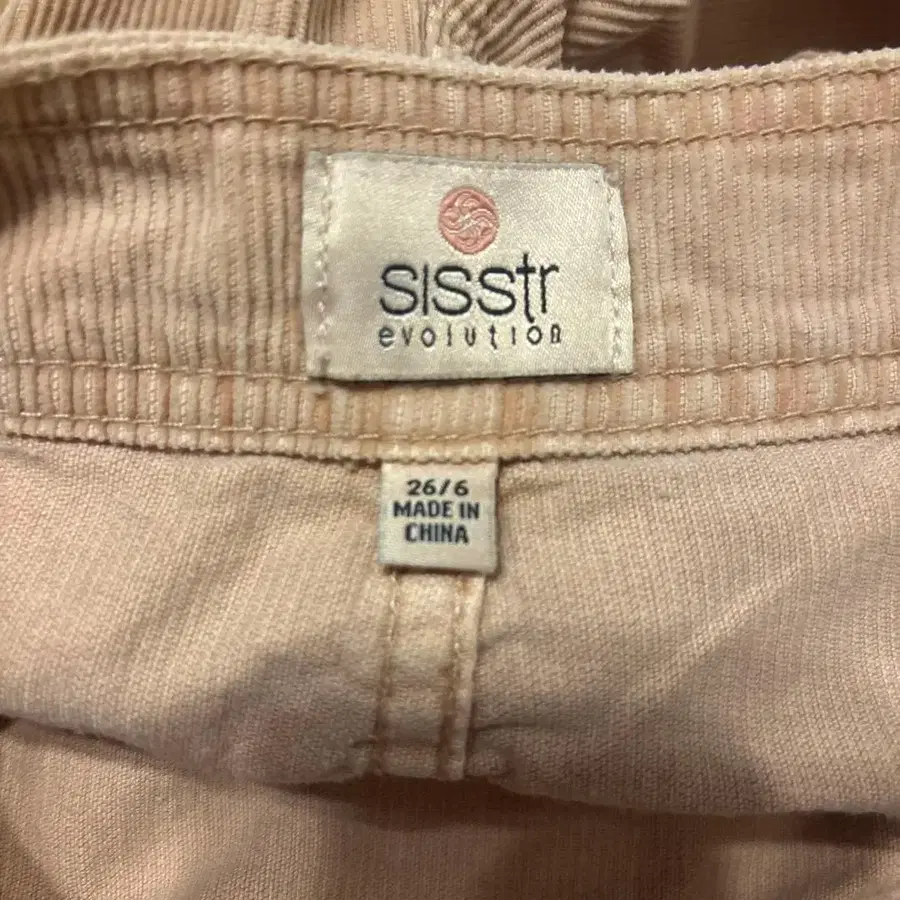 sisstr
evolution
26/6
MADE IN
CHINA